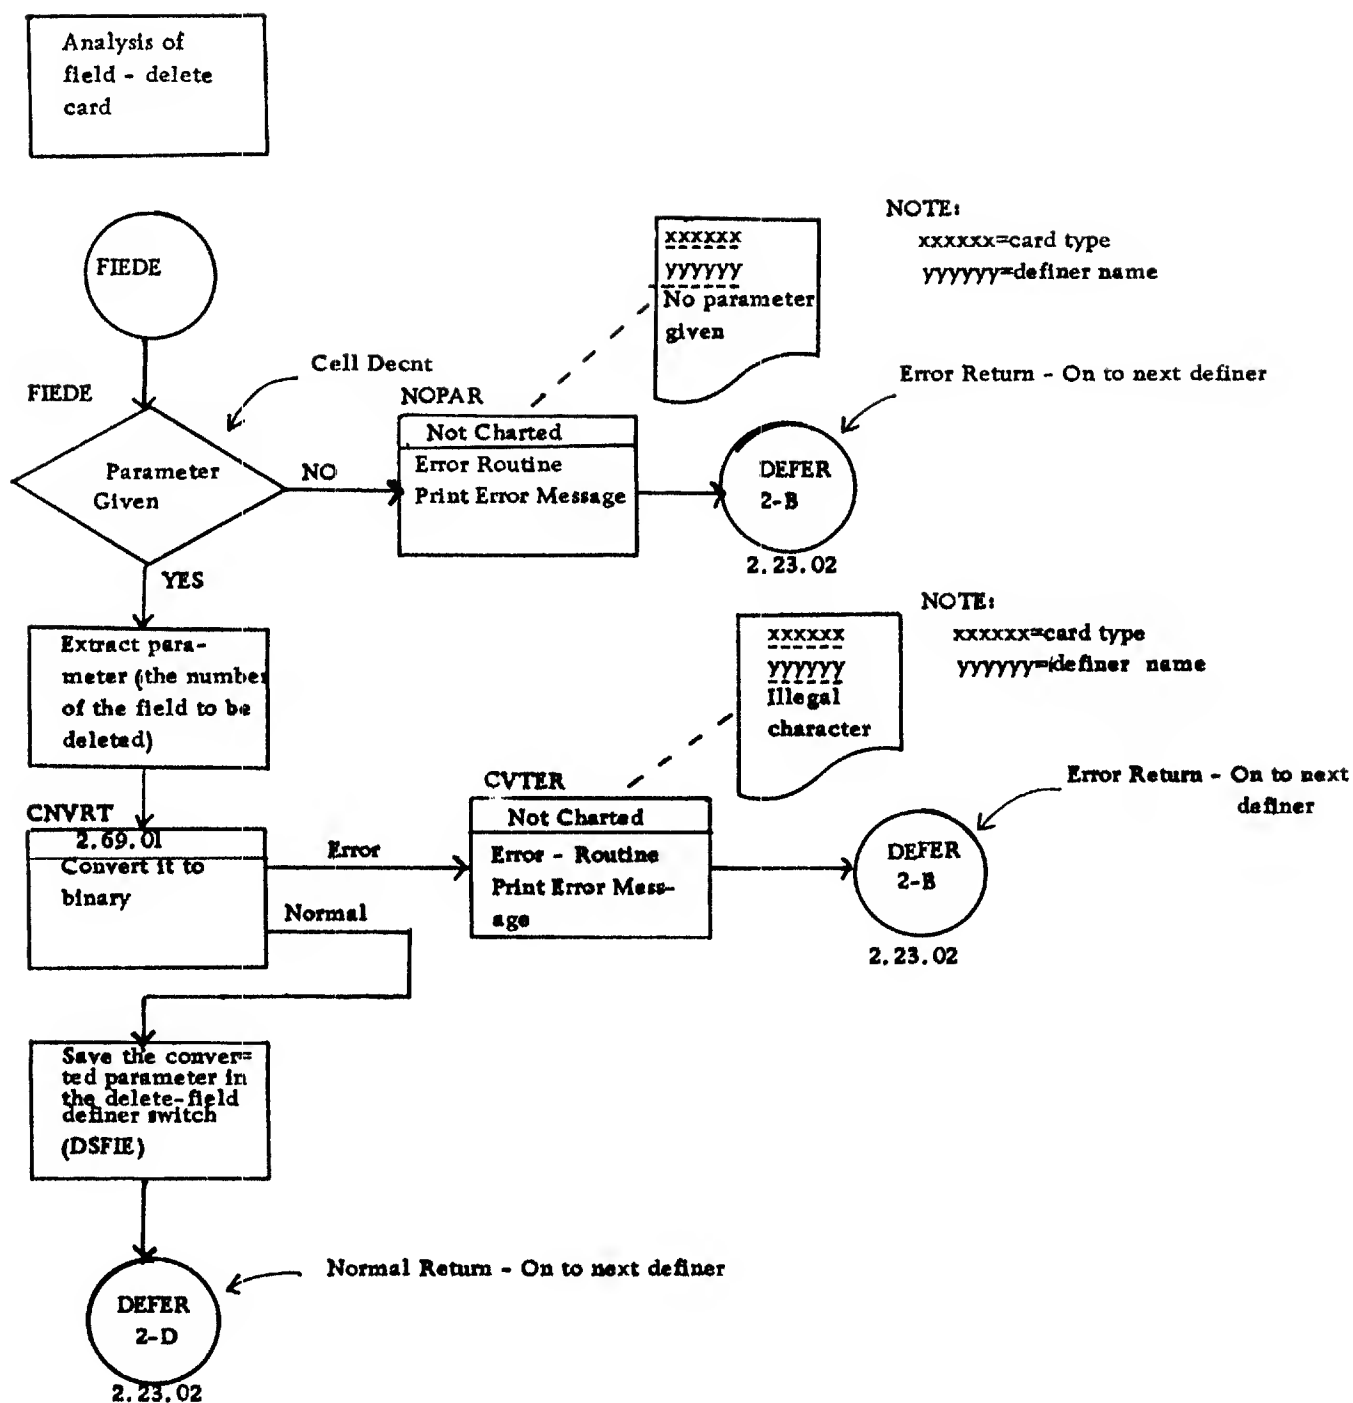 Analysis of
field - delete
card
FIEDE
xxxxxx
yyyyyy
No parameter
given
NOTE:
xxxxxx=card type
yyyyyy=definer name
Cell Decnt
Error Return - On to next definer
FIEDE
Parameter
Given
NO
YES
NOPAR
Not Charted
Error Routine
Print Error Message
DEFER
2-B
2.23.02
Extract para-
meter (the number
of the field to be
deleted)
xxxxxx
yyyyyy
Illegal
character
NOTE:
xxxxxx=card type
yyyyyy=definer name
CNVRT
2.69.01
Convert it to
binary
Error
Normal
CVTER
Not Charted
Error - Routine
Print Error Mess-
age
Error Return - On to next
definer
DEFER
2-B
2.23.02
Save the conver=
ted parameter in
the delete-field
definer switch
(DSFIE)
Normal Return - On to next definer
DEFER
2-D
2.23.02